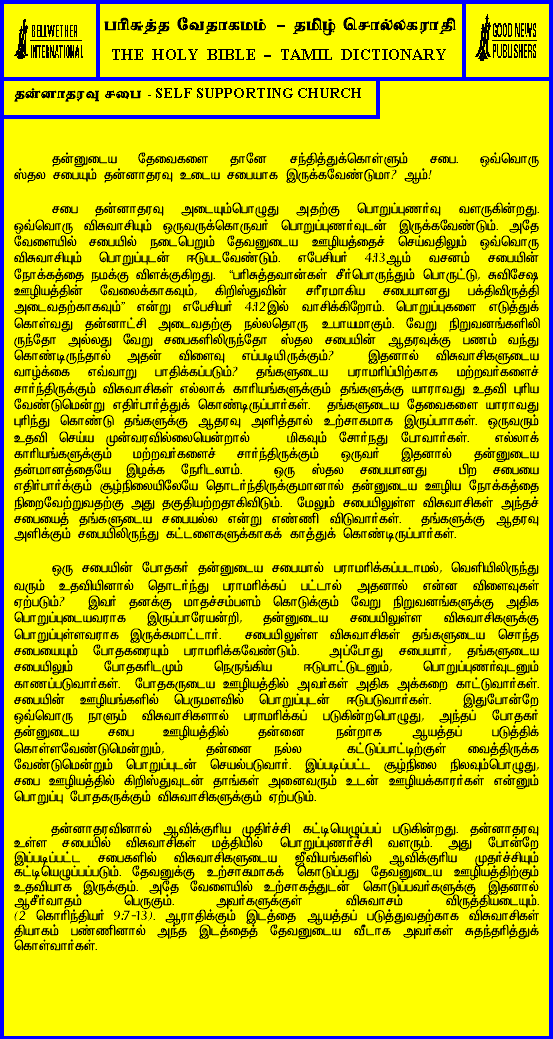 BELLWETHER
INTERNATIONAL
பரிசுத்த வேதாகமம் - தமிழ் சொல்லகராதி
THE HOLY BIBLE - TAMIL DICTIONARY
GOOD NEWS
PUBLISHERS
தன்னாதரவு சபை - SELF SUPPORTING CHURCH
தன்னுடைய தேவைகளை தானே சந்தித்துக்கொள்ளும் சபை. ஒவ்வொரு
ஸ்தல சபையும் தன்னாதரவு உடைய சபையாக இருக்கவேண்டுமா? ஆம்!
சபை தன்னாதரவு அடையும்பொழுது அதற்கு பொறுப்புணர்வு வளருகின்றது.
ஒவ்வொரு விசுவாசியும் ஒருவருக்கொருவர் பொறுப்புணர்வுடன் இருக்கவேண்டும். அதே
வேளையில் சபையில் நடைபெறும் தேவனுடைய ஊழியத்தைச் செய்வதிலும் ஒவ்வொரு
விசுவாசியும் பொறுப்புடன் ஈடுபடவேண்டும். எபேசியர் 4:13ஆம் வசனம் சபையின்
நோக்கத்தை நமக்கு விளக்குகிறது. "பரிசுத்தவான்கள் சீர்பொருந்தும் பொருட்டு, சுவிசேஷ
ஊழியத்தின் வேலைக்காகவும், கிறிஸ்துவின் சரீரமாகிய சபையானது பக்திவிருத்தி
அடைவதற்காகவும்" என்று எபேசியர் 4:12இல் வாசிக்கிறோம். பொறுப்புகளை எடுத்துக்
கொள்வது தன்னாட்சி அடைவதற்கு நல்லதொரு உபாயமாகும். வேறு நிறுவனங்களிலி
ருந்தோ அல்லது வேறு சபைகளிலிருந்தோ ஸ்தல சபையின் ஆதரவுக்கு பணம் வந்து
கொண்டிருந்தால் அதன் விளைவு எப்படியிருக்கும்? இதனால் விசுவாசிகளுடைய
வாழ்க்கை எவ்வாறு பாதிக்கப்படும்? தங்களுடைய பராமரிப்பிற்காக மற்றவர்களைச்
சார்ந்திருக்கும் விசுவாசிகள் எல்லாக் காரியங்களுக்கும் தங்களுக்கு யாராவது உதவி புரிய
வேண்டுமென்று எதிர்பார்த்துக் கொண்டிருப்பார்கள். தங்களுடைய தேவைகளை யாராவது
புரிந்து கொண்டு தங்களுக்கு ஆதரவு அளித்தால் உற்சாகமாக இருப்பாாகள். ஒருவரும்
உதவி செய்ய முன்வரவில்லையென்றால் மிகவும் சோர்நது போவார்கள். எல்லாக்
காரியங்களுக்கும் மற்றவர்களைச் சார்ந்திருக்கும் ஒருவர் இதனால் தன்னுடைய
தன்மானத்தையே இழக்க நேரிடலாம். ஒரு ஸ்தல சபையானது பிற சபையை
எதிர்பார்க்கும் சூழ்நிலையிலேயே தொடர்ந்திருக்குமானால் தன்னுடைய ஊழிய நோக்கத்தை
நிறைவேற்றுவதற்கு அது தகுதியற்றதாகிவிடும். மேலும் சபையிலுள்ள விசுவாசிகள் அந்தச்
சபையைத் தங்களுடைய சபையல்ல என்று எண்ணி விடுவார்கள். தங்களுக்கு ஆதரவு
அளிக்கும் சபையிலிருந்து கட்டளைகளுக்காகக் காத்துக் கொண்டிருப்பார்கள்.
ஒரு சபையின் போதகர் தன்னுடைய சபையால் பராமரிக்கப்படாமல், வெளியிலிருந்து
வரும் உதவியினால் தொடர்ந்து பராமரிக்கப் பட்டால் அதனால் என்ன விளைவுகள்
ஏற்படும்? இவர் தனக்கு மாதச்சம்பளம் கொடுக்கும் வேறு நிறுவனங்களுக்கு அதிக
பொறுப்புடையவராக இருப்பாரேயன்றி, தன்னுடைய சபையிலுள்ள விசுவாசிகளுக்கு
பொறுப்புள்ளவராக இருக்கமாட்டார். சபையிலுள்ள விசுவாசிகள் தங்களுடைய சொந்த
சபையையும் போதகரையும் பராமரிக்கவேண்டும். அப்போது சபையார், தங்களுடைய
சபையிலும் போதகரிடமும் நெருங்கிய ஈடுபாட்டுடனும், பொறுப்புணர்வுடனும்
காணப்படுவார்கள். போதகருடைய ஊழியத்தில் அவர்கள் அதிக அக்கறை காட்டுவார்கள்.
சபையின் ஊழியங்களில் பெருமளவில் பொறுப்புடன் ஈடுபடுவார்கள். இதுபோன்றே
ஒவ்வொரு நாளும் விசுவாசிகளால் பராமரிக்கப் படுகின்றபொழுது, அந்தப் போதகர்
தன்னுடைய சபை ஊழியத்தில் தன்னை நன்றாக ஆயத்தப் படுத்திக்
கொள்ளவேண்டுமென்றும், தன்னை நல்ல கட்டுப்பாட்டிற்குள் வைத்திருக்க
வேண்டுமென்றும் பொறுப்புடன் செயல்படுவார். இப்படிப்பட்ட சூழ்நிலை நிலவும்பொழுது,
சபை ஊழியத்தில் கிறிஸ்துவுடன் தாங்கள் அனைவரும் உடன் ஊழியக்காரர்கள் என்னும்
பொறுப்பு போதகருக்கும் விசுவாசிகளுக்கும் ஏற்படும்.
தன்னாதரவினால் ஆவிக்குரிய முதிர்ச்சி கட்டியெழுப்பப் படுகின்றது. தன்னாதரவு
உள்ள சபையில் விசுவாசிகள் மத்தியில் பொறுப்புணர்ச்சி வளரும். அது போன்றே
இப்படிப்பட்ட சபைகளில் விசுவாசிகளுடைய ஜீவியங்களில் ஆவிக்குரிய முதர்ச்சியும்
கட்டியெழுப்பப்படும். தேவனுக்கு உற்சாகமாகக் கொடுப்பது தேவனுடைய ஊழியத்திற்கும்
உதவியாக இருக்கும். அதே வேளையில் உற்சாகத்துடன் கொடுப்பவர்களுக்கு இதனால்
ஆசீர்வாதம் பெருகும். அவர்களுக்குள் விசுவாசம் விருத்தியடையும்.
(2 கொரிந்தியர் 9:7-13). ஆராதிக்கும் இடத்தை ஆயத்தப் படுத்துவதற்காக விசுவாசிகள்
தியாகம் பண்ணினால் அந்த இடத்தைத் தேவனுடைய வீடாக அவர்கள் சுதந்தரித்துக்
கொள்வார்கள்.